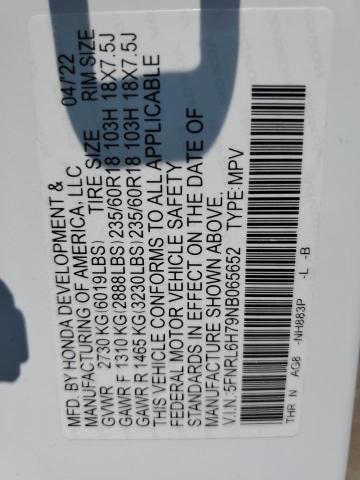 MFD. BY HONDA DEVELOPMENT & 04/22
MANUFACTURING OF AMERICA, LLC
TIRE SIZE RIM SIZE
GVWR 2730 KG(6019LBS)
GAWR F 1310 KG(2888LBS)235/60R18 103H 18X7.5J
GAWR R 1465 KG(3230LBS)235/60R18 103H 18X7.5J
THIS VEHICLE CONFORMS TO ALL APPLICABLE
FEDERAL MOTOR VEHICLE SAFETY
STANDARDS IN EFFECT ON THE DATE OF
MANUFACTURE SHOWN ABOVE.
V.I.N.:5FNRL6H79NB065652 TYPE:MPV
THR N AG8 -NH883P -L -B